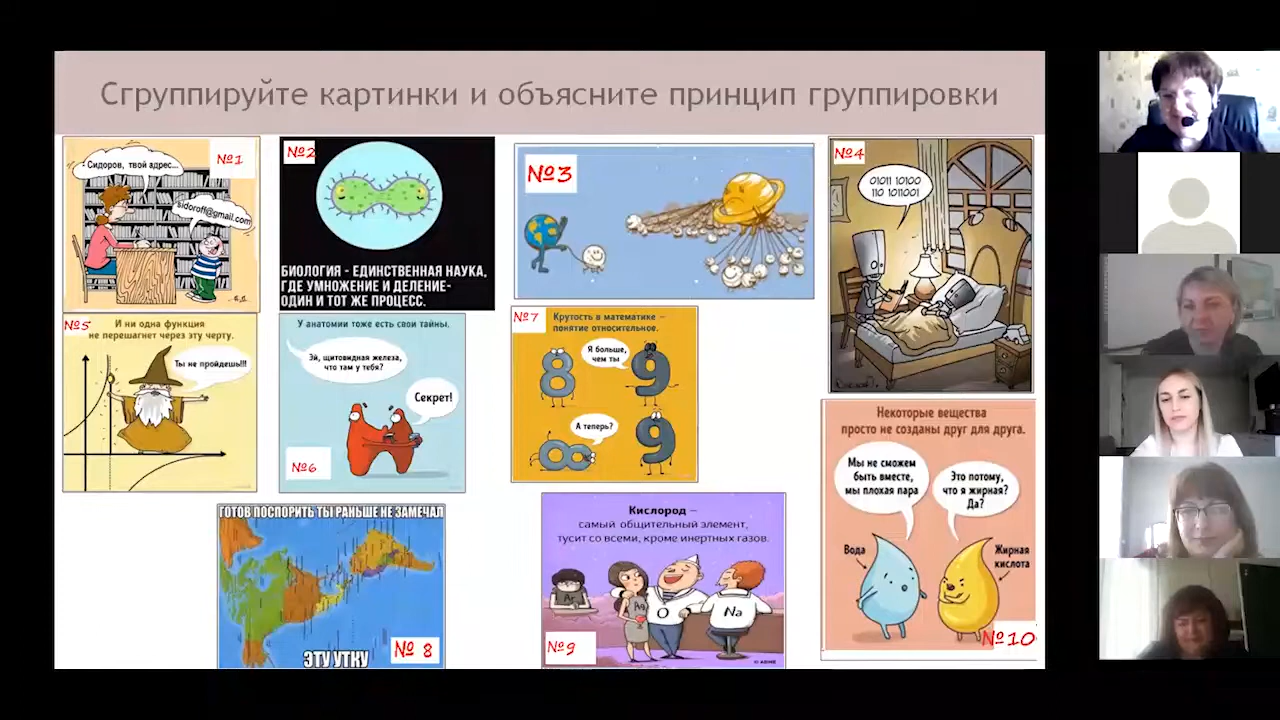 Сгруппируйте картинки и объясните принцип группировки
№1
- Сидоров, твой адрес...
sidoroff@gmail.com
№2
БИОЛОГИЯ - ЕДИНСТВЕННАЯ НАУКА,
ГДЕ УМНОЖЕНИЕ И ДЕЛЕНИЕ-
ОДИН И ТОТ ЖЕ ПРОЦЕСС.
№3
№4
01011 10100
110 1011001
№5
И ни одна функция
не перешагнет через эту черту.
Ты не пройдешь!!!
У анатомии тоже есть свои тайны.
Эй, щитовидная железа,
что там у тебя?
Секрет!
№6
№7
Крутость в математике –
понятие относительное.
Я больше,
чем ты
8
9
А теперь?
9
ГОТОВ ПОСПОРИТЬ ТЫ РАНЬШЕ НЕ ЗАМЕЧАЛ
ЭТУ УТКУ
№ 8
Кислород –
самый общительный элемент,
тусит со всеми, кроме инертных газов.
Ar
Ag
O
Na
№9
Некоторые вещества
просто не созданы друг для друга.
Мы не сможем
быть вместе,
мы плохая пара
Это потому,
что я жирная?
Да?
Вода
Жирная
кислота
№10